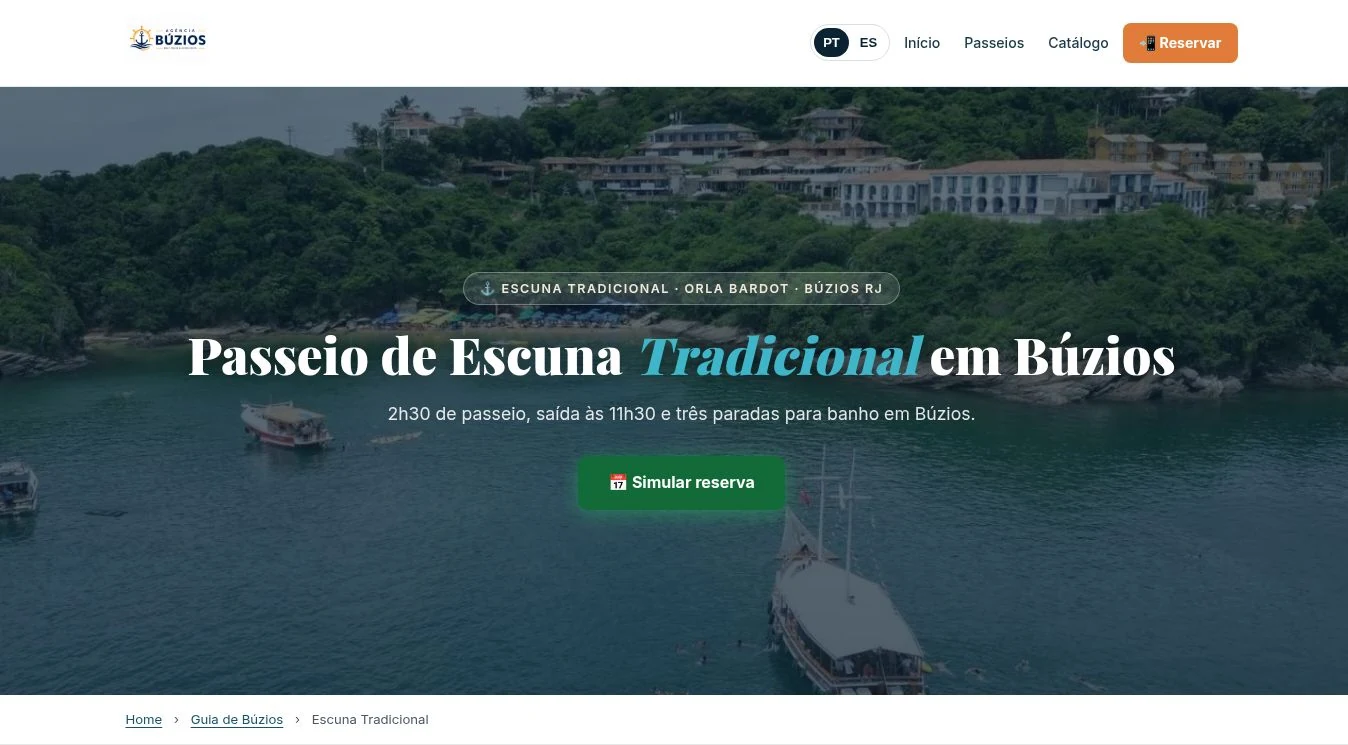 AGÊNCIA
BÚZIOS
PT
ES
Início
Passeios
Catálogo
📲 Reservar
⚓ ESCUNA TRADICIONAL · ORLA BARDOT · BÚZIOS RJ
Passeio de Escuna Tradicional em Búzios
2h30 de passeio, saída às 11h30 e três paradas para banho em Búzios.
📅 Simular reserva
Home › Guia de Búzios › Escuna Tradicional